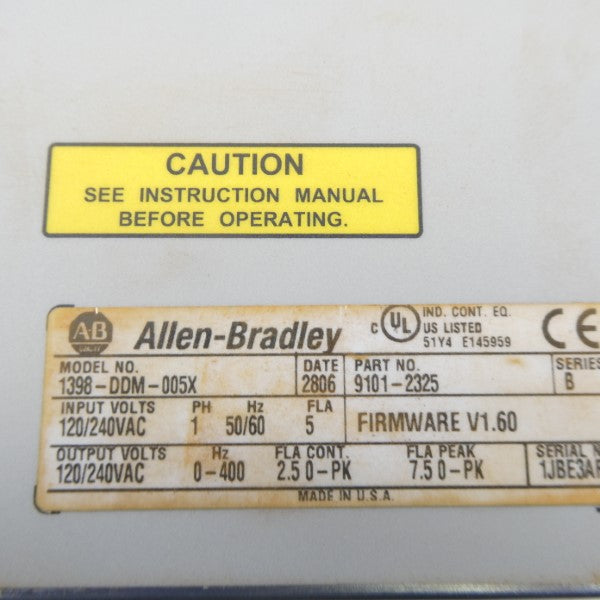 CAUTION
SEE INSTRUCTION MANUAL
BEFORE OPERATING.
A-B Allen-Bradley
C UL US LISTED
IND. CONT. EQ.
51Y4 E145959
CE
MODEL NO. DATE PART NO. SERIES
1398-DDM-005X 2806 9101-2325 B
INPUT VOLTS PH Hz FLA
120/240VAC 1 50/60 5 FIRMWARE V1.60
OUTPUT VOLTS Hz FLA CONT. FLA PEAK SERIAL N
120/240VAC 0-400 2.5 0-PK 7.5 0-PK 1JBE3A
MADE IN U.S.A.